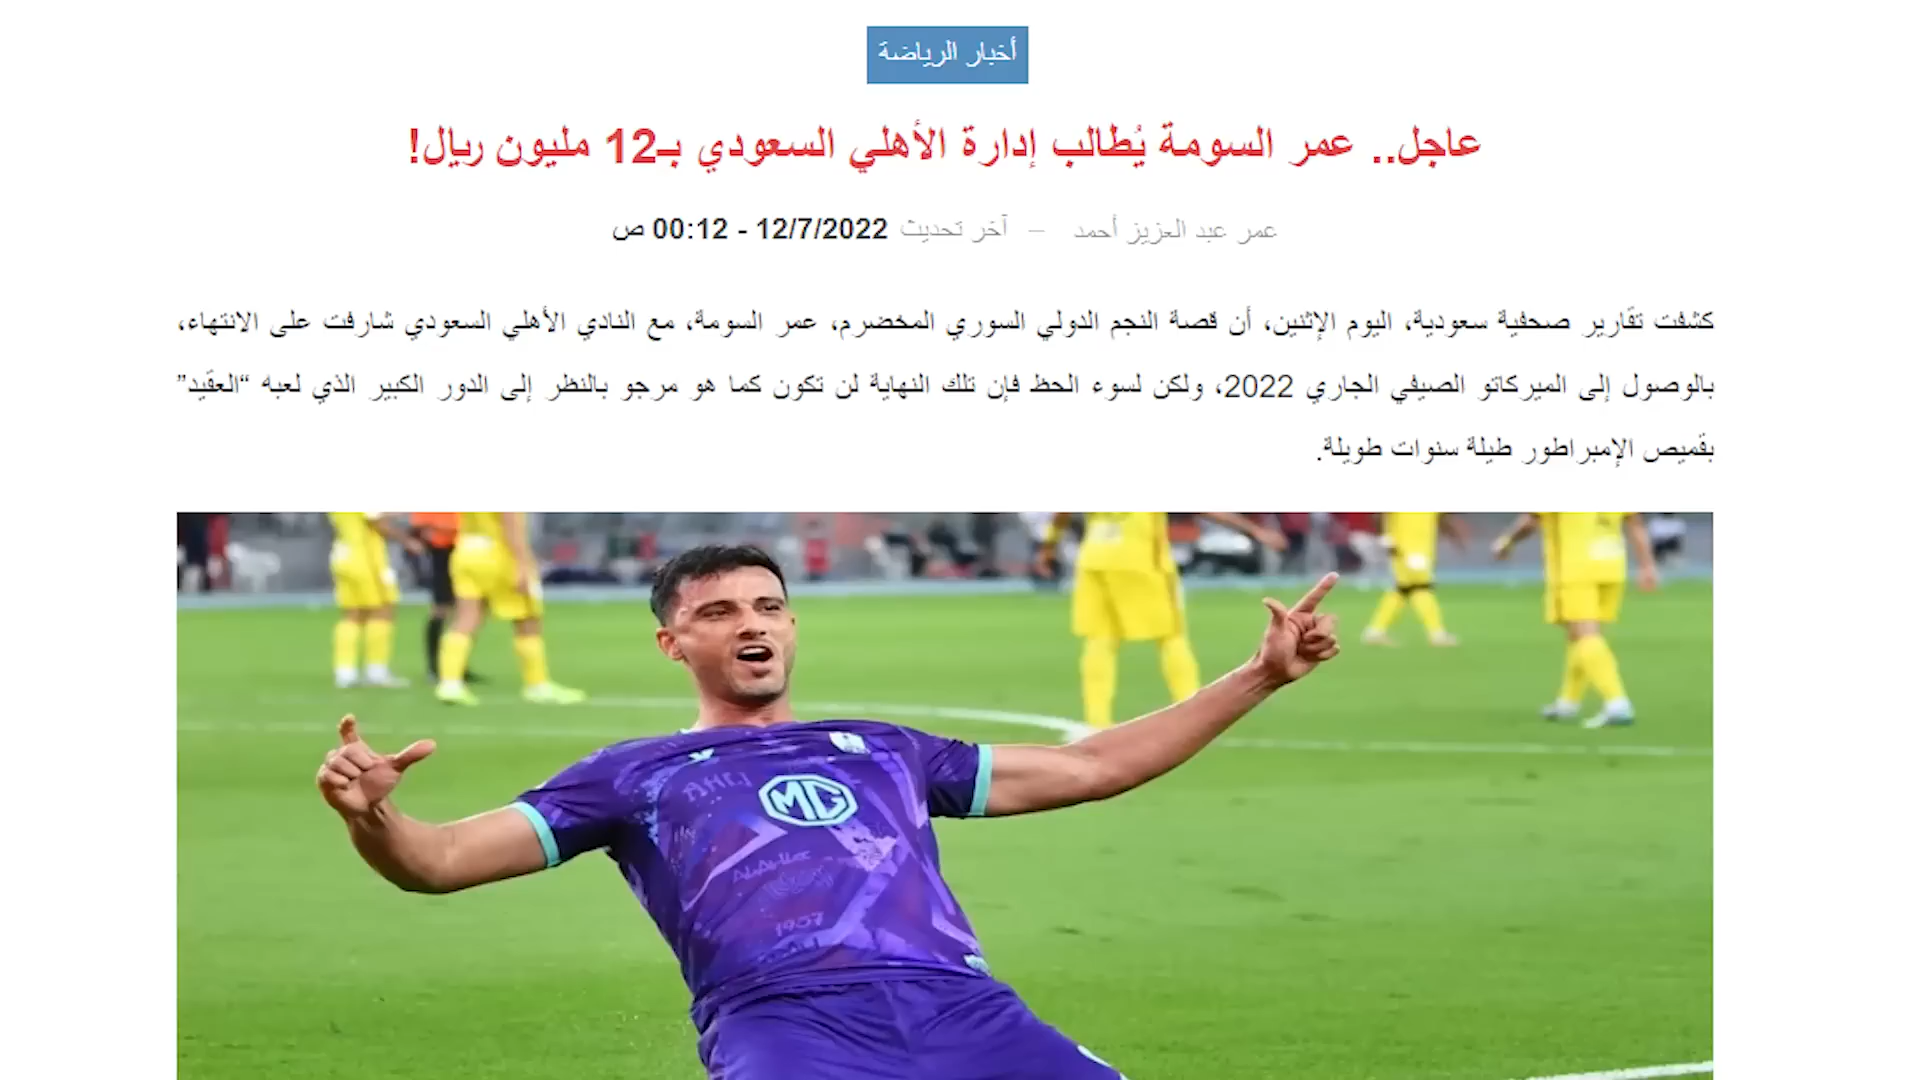 أخبار الرياضة
عاجل.. عمر السومة يُطالب إدارة الأهلي السعودي بـ12 مليون ريال!
عمر عبد العزيز أحمد – آخر تحديث 12/7/2022 - 00:12 ص
كشفت تقارير صحفية سعودية، اليوم الإثنين، أن قصة النجم الدولي السوري المخضرم، عمر السومة، مع النادي الأهلي السعودي شارفت على الانتهاء،
بالوصول إلى الميركاتو الصيفي الجاري 2022، ولكن لسوء الحظ فإن تلك النهاية لن تكون كما هو مرجو بالنظر إلى الدور الكبير الذي لعبه “العقيد”
بقميص الإمبراطور طيلة سنوات طويلة.
AHLI
MG
ALAHLI
1937